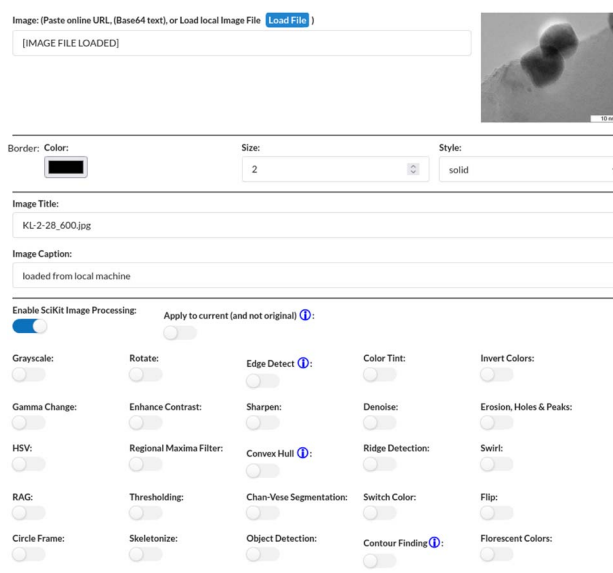 Image: (Paste online URL, (Base64 text), or Load local Image File Load File )
[IMAGE FILE LOADED]
Border: Color: Size: Style:
2 solid
Image Title:
KL-2-28_600.jpg
Image Caption:
loaded from local machine
Enable SciKit Image Processing: Apply to current (and not original) ⓘ:
Grayscale: Rotate: Edge Detect ⓘ: Color Tint: Invert Colors:
Gamma Change: Enhance Contrast: Sharpen: Denoise: Erosion, Holes & Peaks:
HSV: Regional Maxima Filter: Convex Hull ⓘ: Ridge Detection: Swirl:
RAG: Thresholding: Chan-Vese Segmentation: Switch Color: Flip:
Circle Frame: Skeletonize: Object Detection: Contour Finding ⓘ: Florescent Colors: